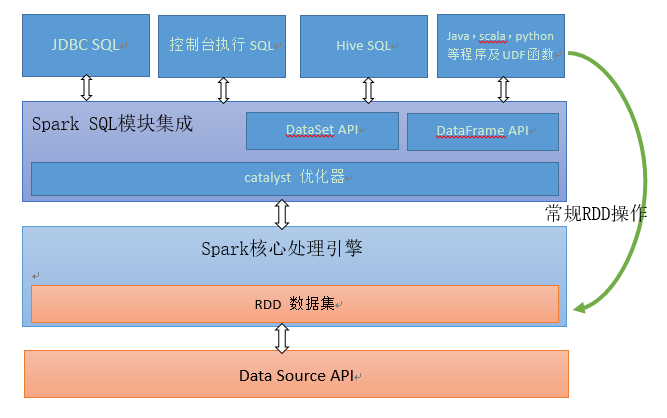 JDBC SQL
控制台执行 SQL
Hive SQL
Java，scala，python
等程序及UDF函数
Spark SQL模块集成
DataSet API
DataFrame API
catalyst 优化器
常规RDD操作
Spark核心处理引擎
RDD 数据集
Data Source API